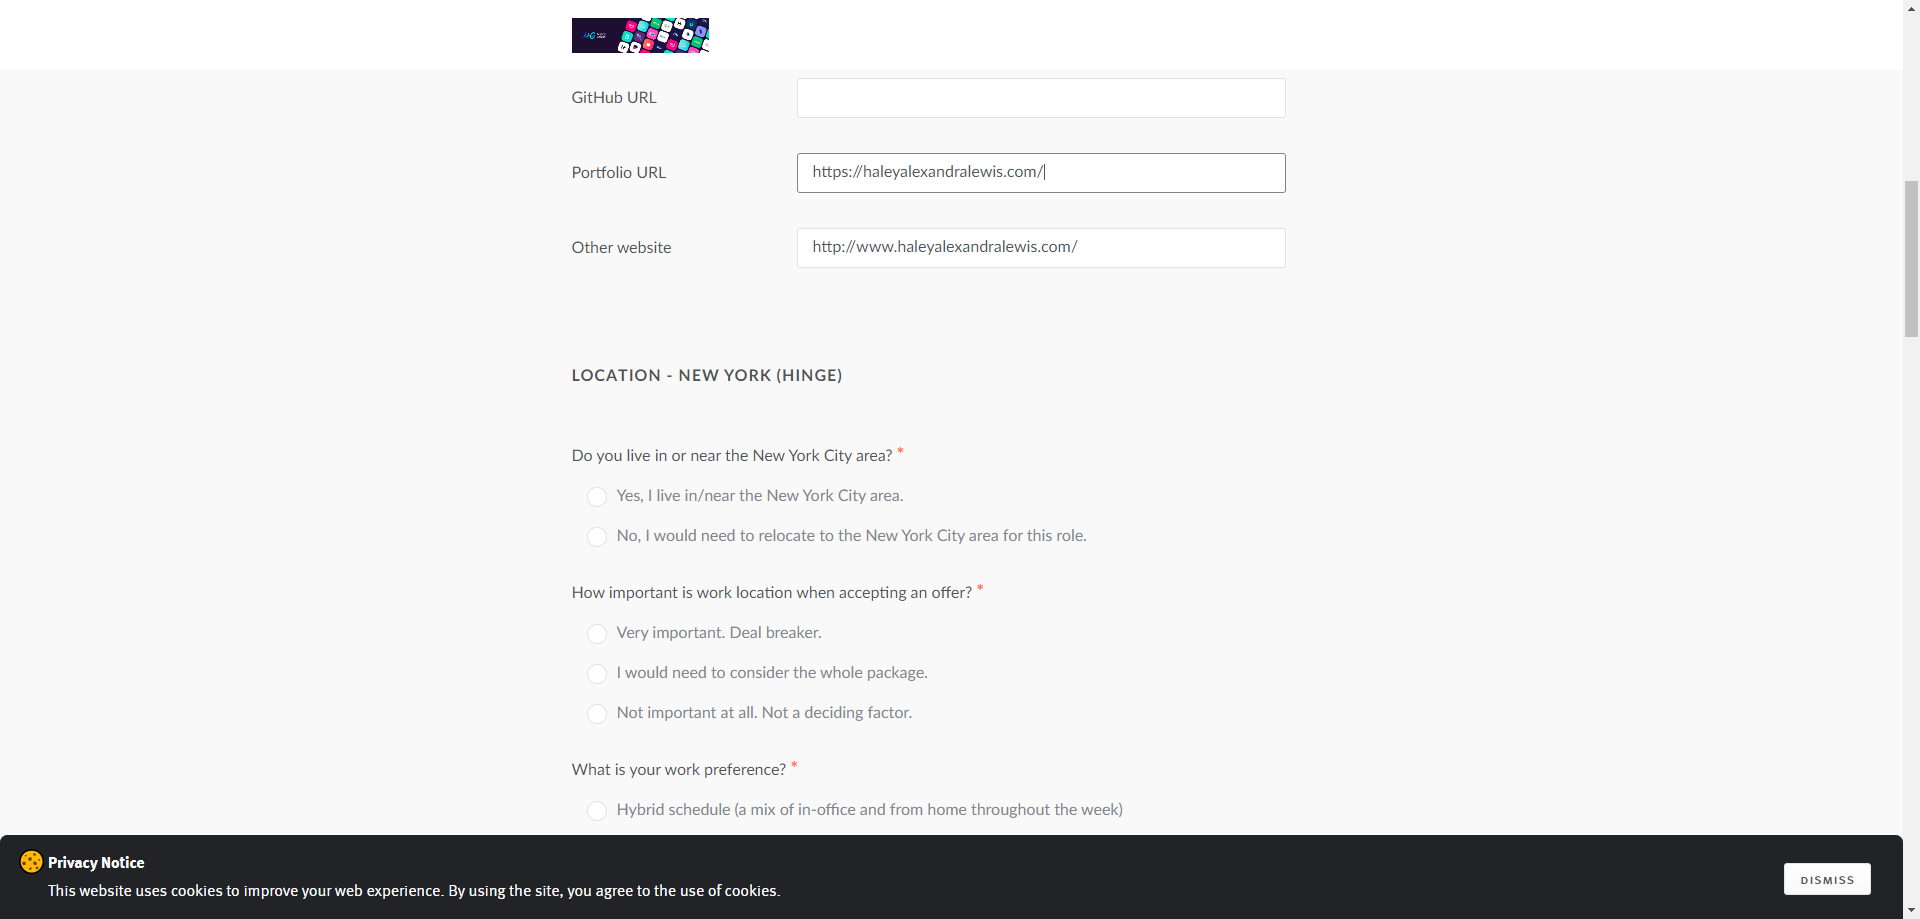 GitHub URL
Portfolio URL
https://haleyalexandralewis.com/
Other website
http://www.haleyalexandralewis.com/
LOCATION - NEW YORK (HINGE)
Do you live in or near the New York City area? *
Yes, I live in/near the New York City area.
No, I would need to relocate to the New York City area for this role.
How important is work location when accepting an offer? *
Very important. Deal breaker.
I would need to consider the whole package.
Not important at all. Not a deciding factor.
What is your work preference? *
Hybrid schedule (a mix of in-office and from home throughout the week)
Privacy Notice
This website uses cookies to improve your web experience. By using the site, you agree to the use of cookies.
DISMISS